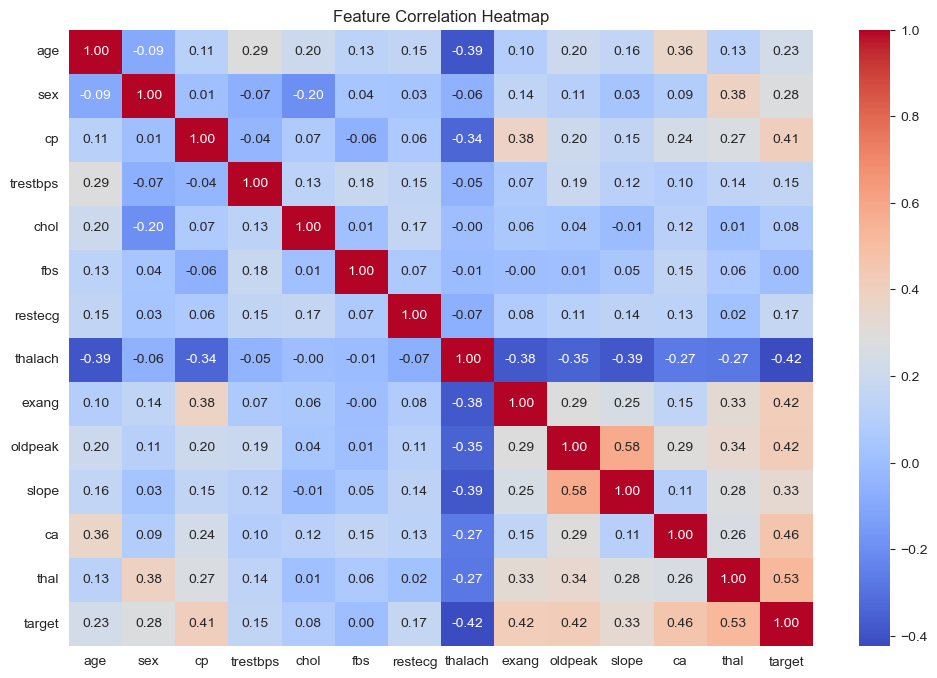 Feature Correlation Heatmap
age 1.00 -0.09 0.11 0.29 0.20 0.13 0.15 -0.39 0.10 0.20 0.16 0.36 0.13 0.23
sex -0.09 1.00 0.01 -0.07 -0.20 0.04 0.03 -0.06 0.14 0.11 0.03 0.09 0.38 0.28
cp 0.11 0.01 1.00 -0.04 0.07 -0.06 0.06 -0.34 0.38 0.20 0.15 0.24 0.27 0.41
trestbps 0.29 -0.07 -0.04 1.00 0.13 0.18 0.15 -0.05 0.07 0.19 0.12 0.10 0.14 0.15
chol 0.20 -0.20 0.07 0.13 1.00 0.01 0.17 -0.00 0.06 0.04 -0.01 0.12 0.01 0.08
fbs 0.13 0.04 -0.06 0.18 0.01 1.00 0.07 -0.01 -0.00 0.01 0.05 0.15 0.06 0.00
restecg 0.15 0.03 0.06 0.15 0.17 0.07 1.00 -0.07 0.08 0.11 0.14 0.13 0.02 0.17
thalach -0.39 -0.06 -0.34 -0.05 -0.00 -0.01 -0.07 1.00 -0.38 -0.35 -0.39 -0.27 -0.27 -0.42
exang 0.10 0.14 0.38 0.07 0.06 -0.00 0.08 -0.38 1.00 0.29 0.25 0.15 0.33 0.42
oldpeak 0.20 0.11 0.20 0.19 0.04 0.01 0.11 -0.35 0.29 1.00 0.58 0.29 0.34 0.42
slope 0.16 0.03 0.15 0.12 -0.01 0.05 0.14 -0.39 0.25 0.58 1.00 0.11 0.28 0.33
ca 0.36 0.09 0.24 0.10 0.12 0.15 0.13 -0.27 0.15 0.29 0.11 1.00 0.26 0.46
thal 0.13 0.38 0.27 0.14 0.01 0.06 0.02 -0.27 0.33 0.34 0.28 0.26 1.00 0.53
target 0.23 0.28 0.41 0.15 0.08 0.00 0.17 -0.42 0.42 0.42 0.33 0.46 0.53 1.00
age sex cp trestbps chol fbs restecg thalach exang oldpeak slope ca thal target
1.0
0.8
0.6
0.4
0.2
0.0
−0.2
−0.4